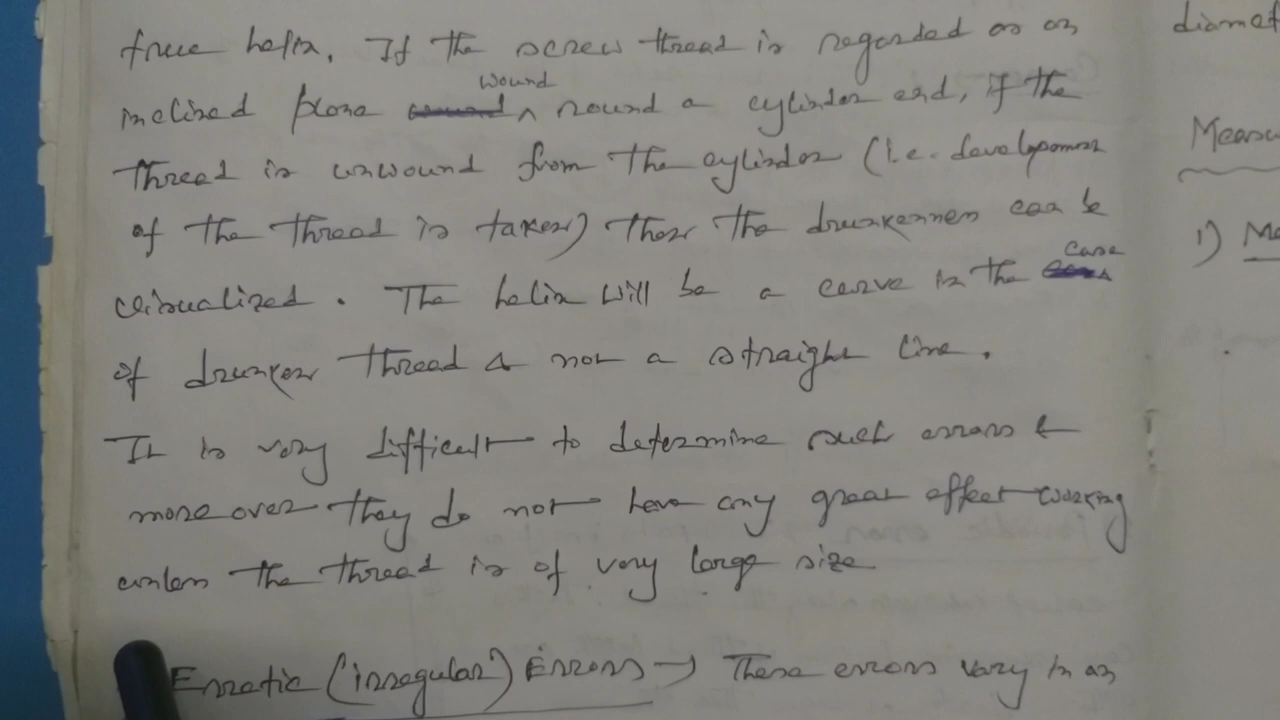 true helix. If the screw thread is regarded as an
diamet
inclined plane wound round a cylinder and, if the
thread is unwound from the cylinder (i.e. development
Measu
of the thread is taken) then the drunkenness can be
1) Me
visualized. The helix will be a curve in the case
of drunken thread & not a straight line.
It is very difficult to determine such errors &
more over they do not have any great effect working
unless the thread is of very large size
Erratic (irregular) Errors → These errors vary in an